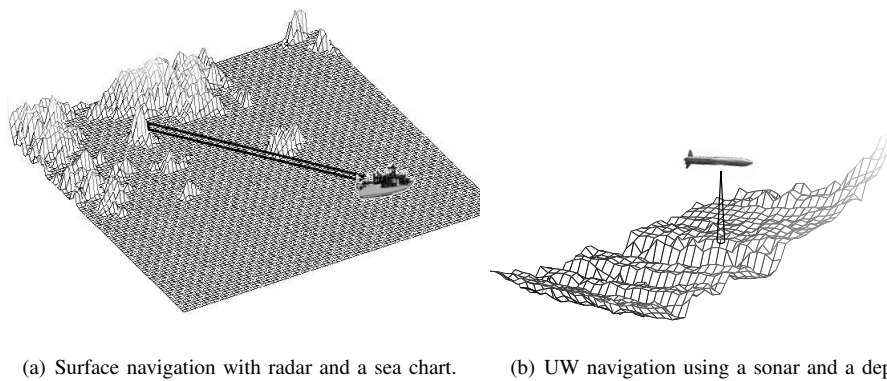 (a) Surface navigation with radar and a sea chart.
(b) UW navigation using a sonar and a dep